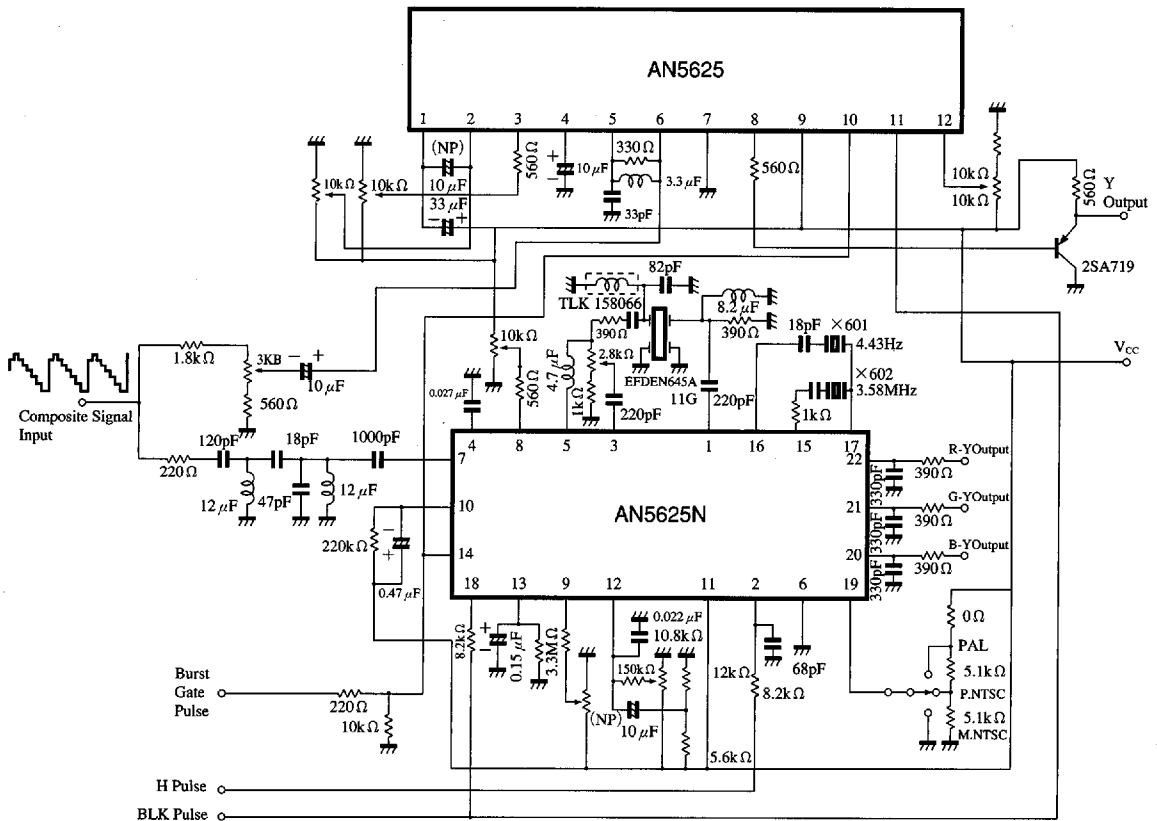 AN5625
1 2 3 4 5 6 7 8 9 10 11 12
(NP)
10μF
33μF
− +
10kΩ
10kΩ
560Ω
+
−
10μF
330Ω
3.3μF
33pF
560Ω
10kΩ
10kΩ
560Ω
Y
Output
2SA719
82pF
TLK 158066
8.2μF
390Ω
390Ω
18pF
×601
4.43Hz
×602
3.58MHz
VCC
1.8kΩ
3KB
− +
10μF
560Ω
Composite Signal
Input
10kΩ
560Ω
0.027μF
4.7μF
2.8kΩ
1kΩ
EFDEN645A
11G
220pF
220pF
1kΩ
120pF
18pF
1000pF
220Ω
12μF
47pF
12μF
4 8 5 3 1 16 15 17
7
10
14
AN5625N
22
21
20
R-YOutput
330pF
390Ω
G-YOutput
330pF
390Ω
B-YOutput
330pF
390Ω
220kΩ
−
+
0.47μF
18 13 9 12 11 2 6 19
8.2kΩ
+
−
0.15μF
3.3MΩ
0.022μF
10.8kΩ
150kΩ
(NP)
10μF
5.6kΩ
12kΩ
8.2kΩ
68pF
0Ω
PAL
5.1kΩ
P.NTSC
5.1kΩ
M.NTSC
Burst
Gate
Pulse
220Ω
10kΩ
H Pulse
BLK Pulse